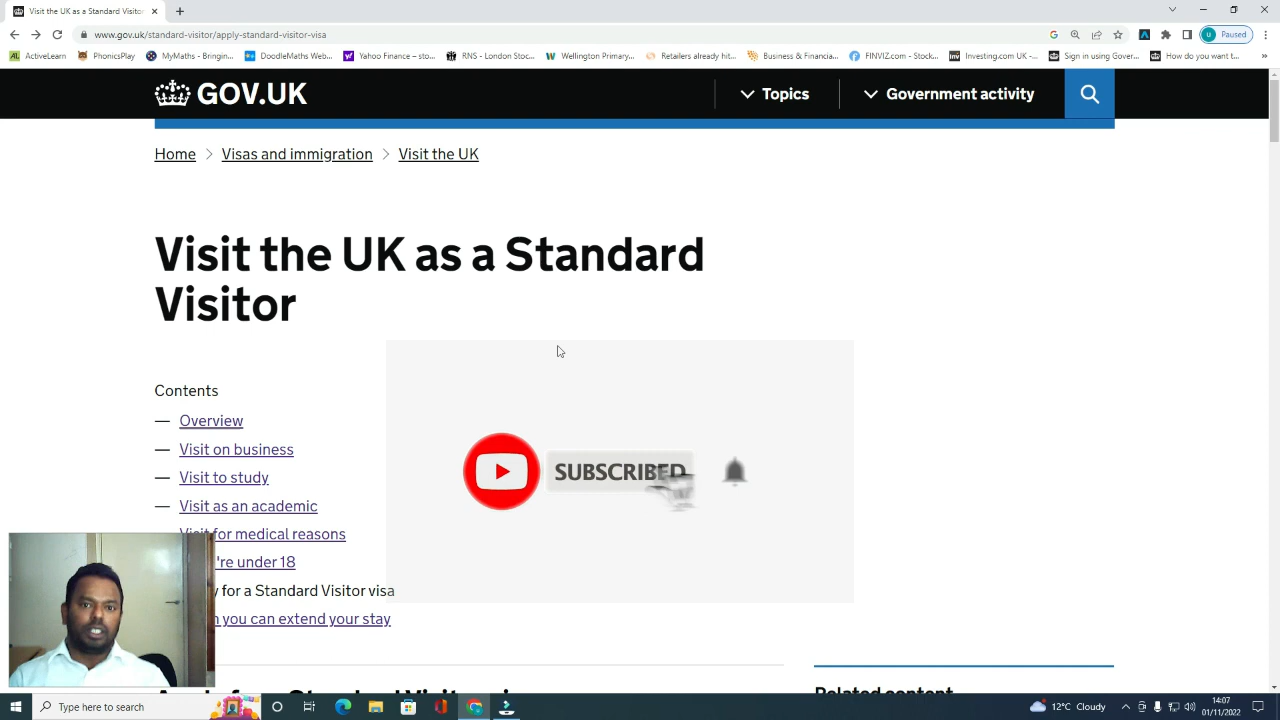 Visit the UK as a Standard Visitor
www.gov.uk/standard-visitor/apply-standard-visitor-visa
Paused
ActiveLearn
PhonicsPlay
MyMaths - Bringin...
DoodleMaths Web...
Yahoo Finance – sto...
RNS - London Stoc...
Wellington Primary...
Retailers already hit...
Business & Financia...
FINVIZ.com - Stock...
Investing.com UK -...
Sign in using Gover...
How do you want...
GOV.UK
Topics
Government activity
Home > Visas and immigration > Visit the UK
Visit the UK as a Standard
Visitor
Contents
— Overview
— Visit on business
— Visit to study
— Visit as an academic
Visit for medical reasons
're under 18
for a Standard Visitor visa
you can extend your stay
SUBSCRIBED
Related content
Type here to search
12°C Cloudy
14:07
01/11/2022